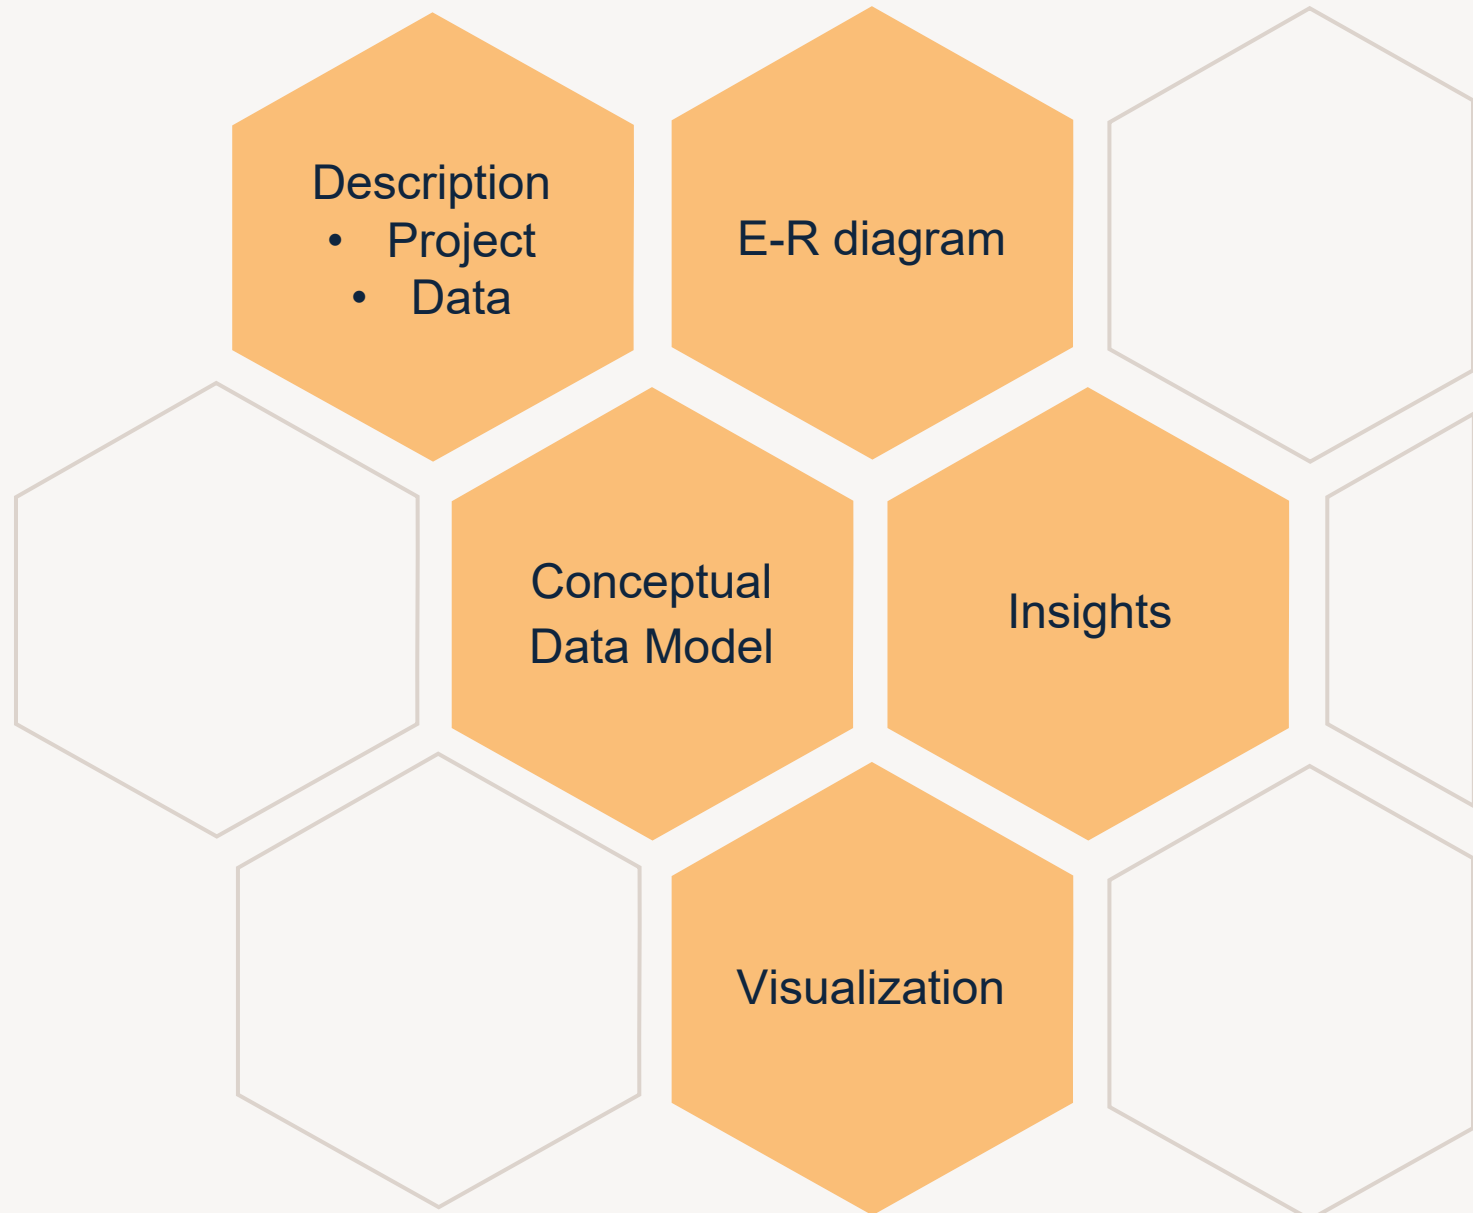 Description
• Project
• Data
E-R diagram
Conceptual
Data Model
Insights
Visualization